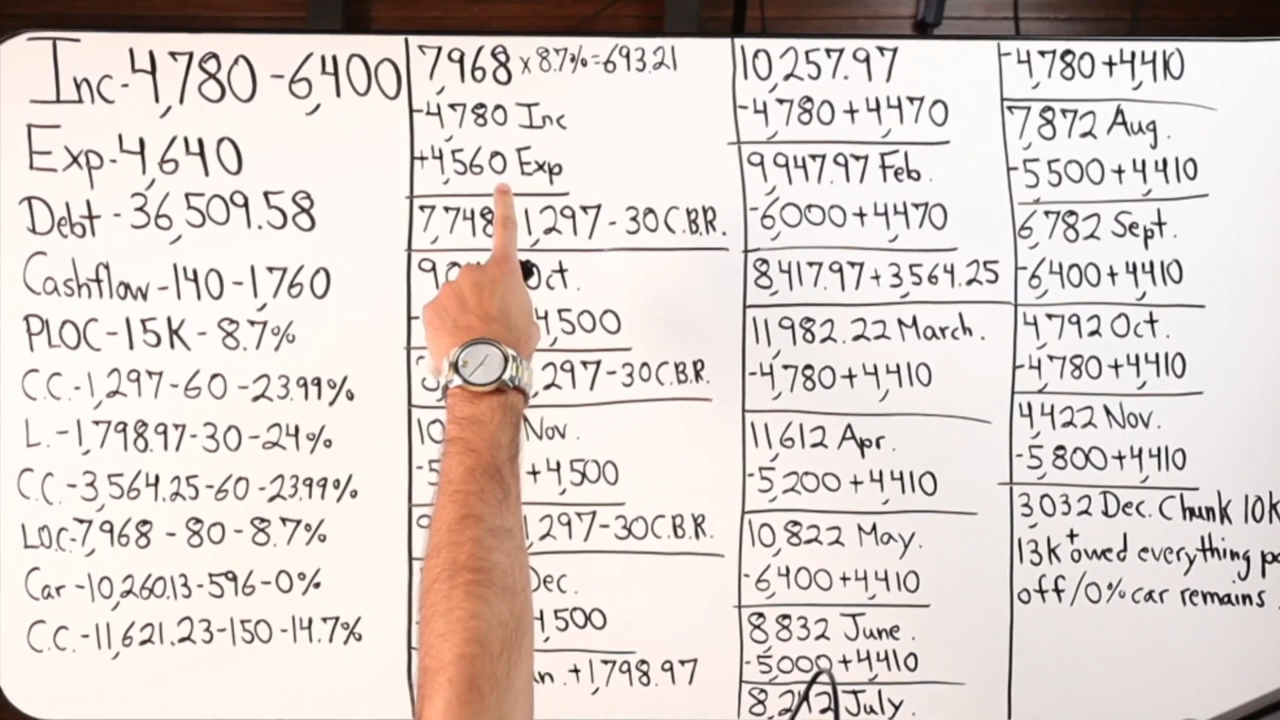 Inc-4,780-6,400
Exp-4,640
Debt-36,509.58
Cashflow-140-1,760
PLOC-15K-8.7%
C.C.-1,297-60-23.99%
L.-1,798.97-30-24%
C.C.-3,564.25-60-23.99%
LOC-7,968-80-8.7%
Car-10,260.13-596-0%
C.C.-11,621.23-150-14.7%
7,968 x 8.7%=693.21
-4,780 Inc
+4,560 Exp
7,748 1,297-30 C.B.R.
Oct.
4,500
,297-30 C.B.R.
Nov.
+4,500
1,297-30 C.B.R.
Dec.
4,500
+1,798.97
10,257.97
-4,780+4,470
9,947.97 Feb.
-6,000+4,470
8,417.97+3,564.25
11,982.22 March.
-4,780+4,410
11,612 Apr.
-5,200+4,410
10,822 May.
-6,400+4,410
8,832 June.
-5,000+4,410
8,242 July.
-4,780+4,410
7,872 Aug.
-5,500+4,410
6,782 Sept.
-6,400+4,410
4,792 Oct.
-4,780+4,410
4,422 Nov.
-5,800+4,410
3,032 Dec. Chunk 10K
13K+ owed everything
off/0% car remains.